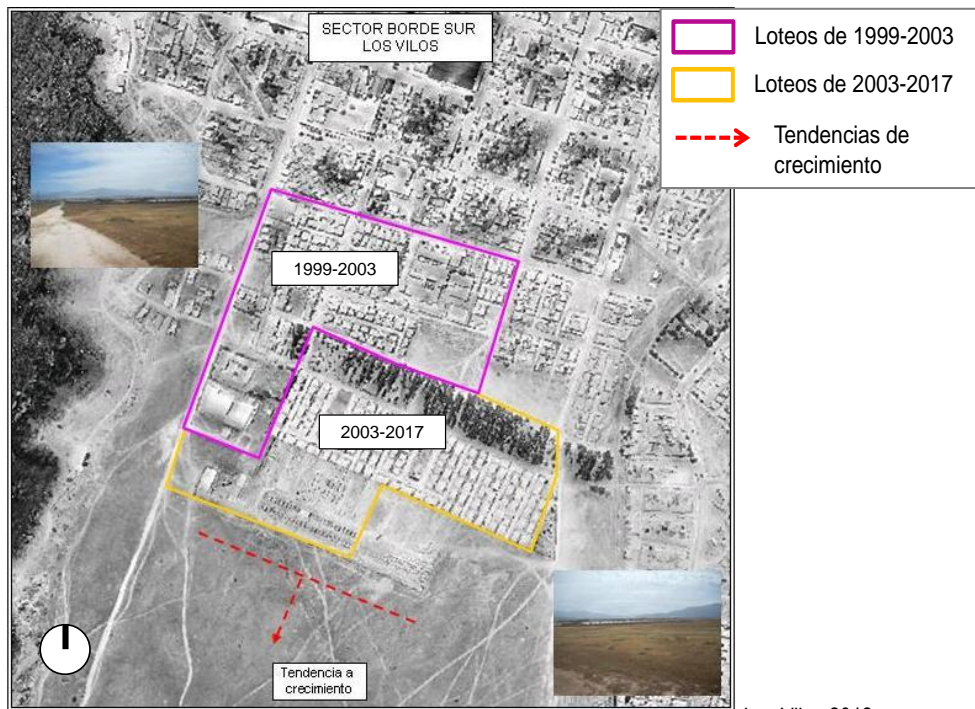 SECTOR BORDE SUR
LOS VILOS
Loteos de 1999-2003
Loteos de 2003-2017
Tendencias de
crecimiento
1999-2003
2003-2017
Tendencia a
crecimiento